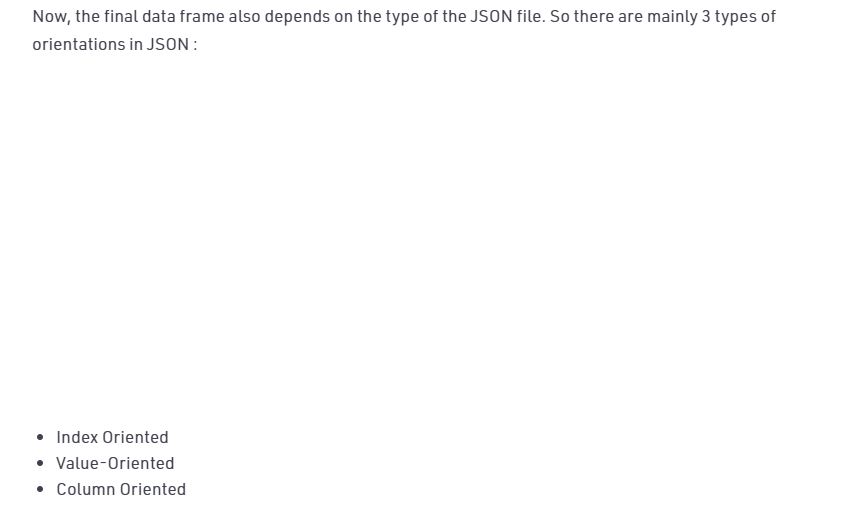 Now, the final data frame also depends on the type of the JSON file. So there are mainly 3 types of
orientations in JSON :
• Index Oriented
• Value-Oriented
• Column Oriented